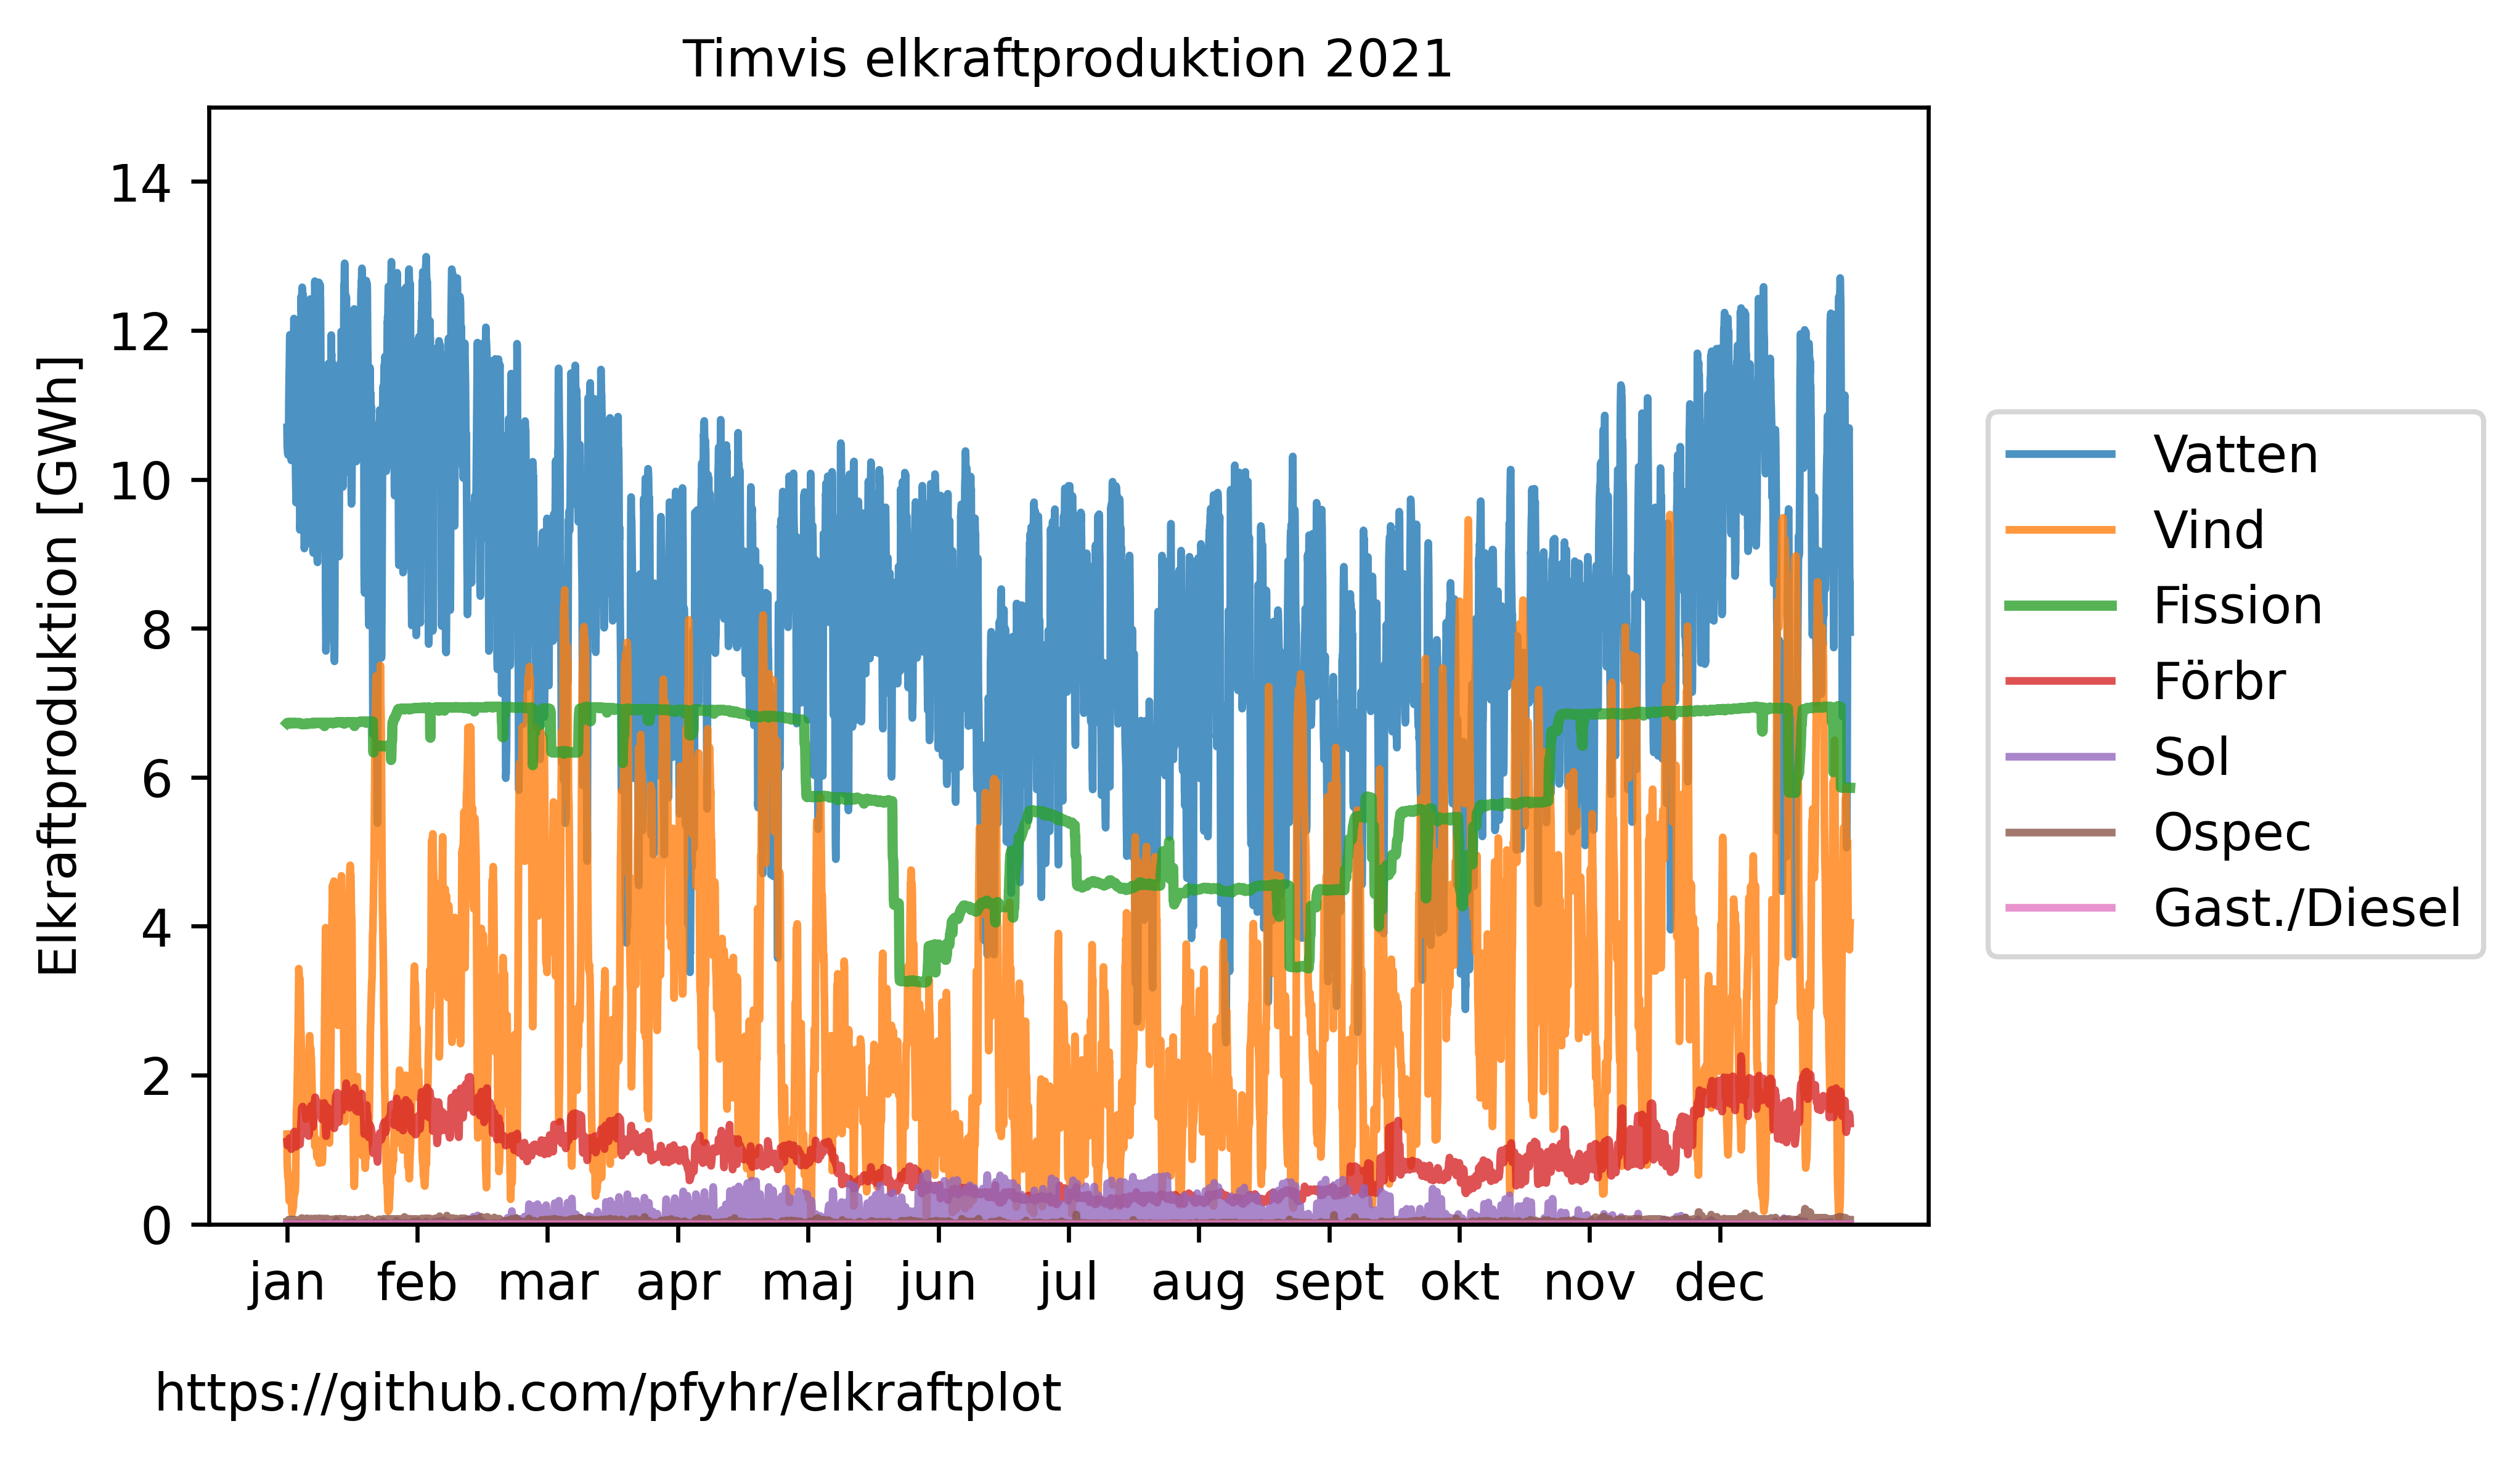 Timvis elkraftproduktion 2021
Elkraftproduktion [GWh]
14
12
10
8
6
4
2
0
jan feb mar apr maj jun jul aug sept okt nov dec
Vatten
Vind
Fission
Förbr
Sol
Ospec
Gast./Diesel
https://github.com/pfyhr/elkraftplot